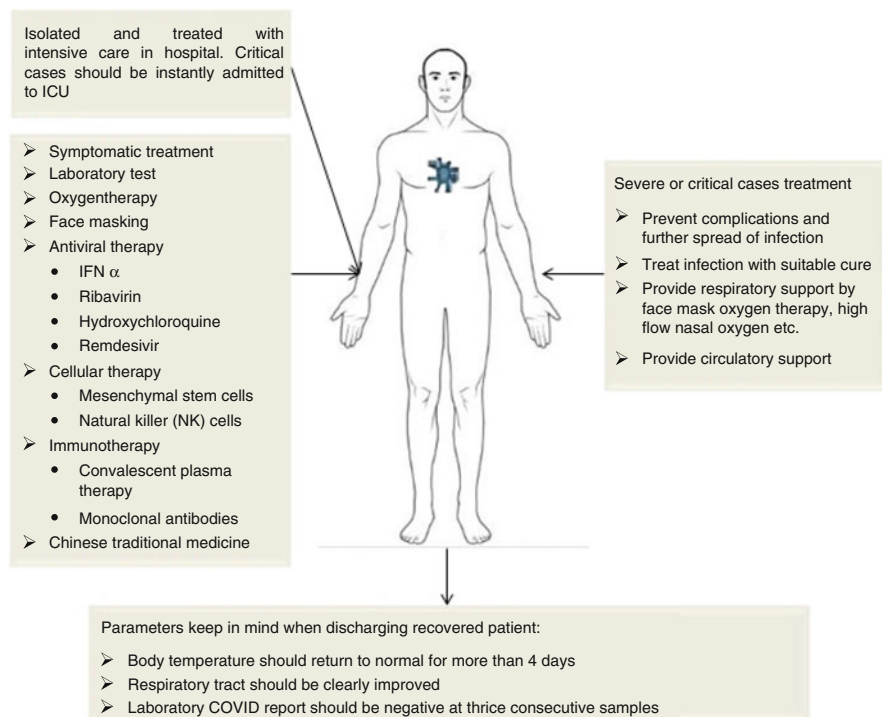 Isolated and treated with
intensive care in hospital. Critical
cases should be instantly admitted
to ICU
➢ Symptomatic treatment
➢ Laboratory test
➢ Oxygentherapy
➢ Face masking
➢ Antiviral therapy
• IFN α
• Ribavirin
• Hydroxychloroquine
• Remdesivir
➢ Cellular therapy
• Mesenchymal stem cells
• Natural killer (NK) cells
➢ Immunotherapy
• Convalescent plasma
therapy
• Monoclonal antibodies
➢ Chinese traditional medicine
Severe or critical cases treatment
➢ Prevent complications and
further spread of infection
➢ Treat infection with suitable cure
➢ Provide respiratory support by
face mask oxygen therapy, high
flow nasal oxygen etc.
➢ Provide circulatory support
Parameters keep in mind when discharging recovered patient:
➢ Body temperature should return to normal for more than 4 days
➢ Respiratory tract should be clearly improved
➢ Laboratory COVID report should be negative at thrice consecutive samples